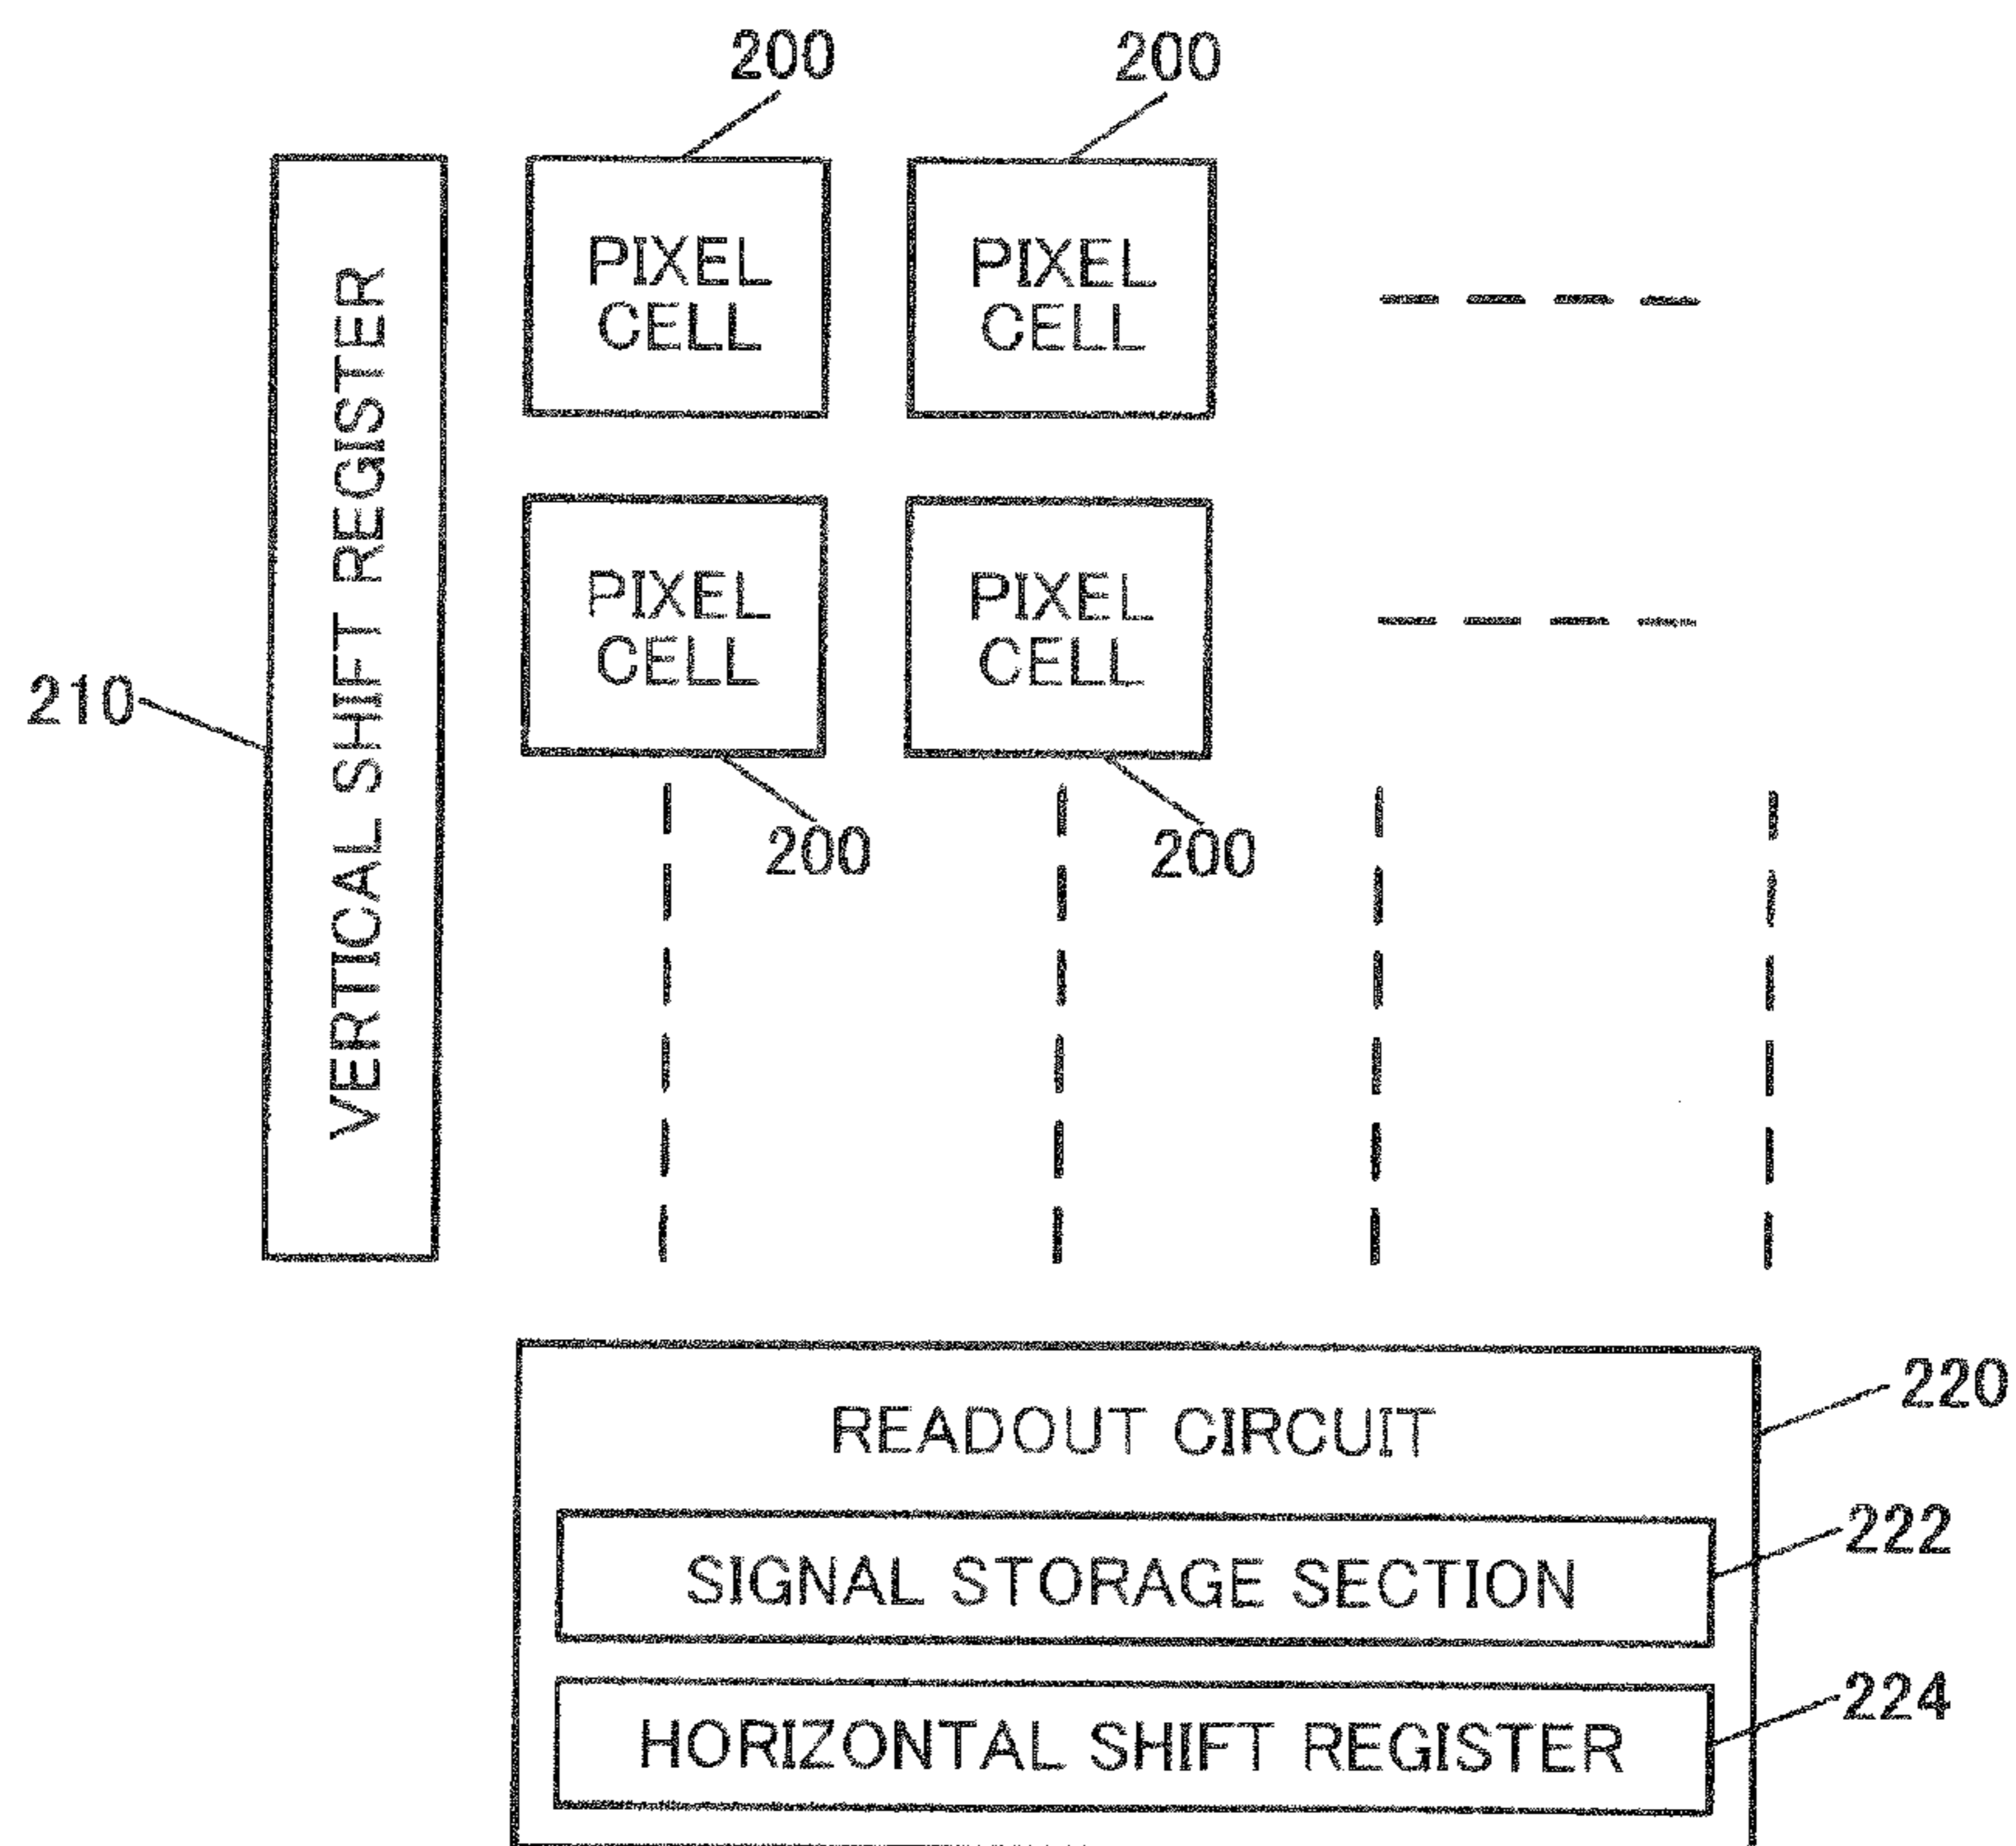 200
200
PIXEL
CELL
PIXEL
CELL
VERTICAL SHIFT REGISTER
210
PIXEL
CELL
PIXEL
CELL
200
200
READOUT CIRCUIT
220
SIGNAL STORAGE SECTION
222
HORIZONTAL SHIFT REGISTER
224